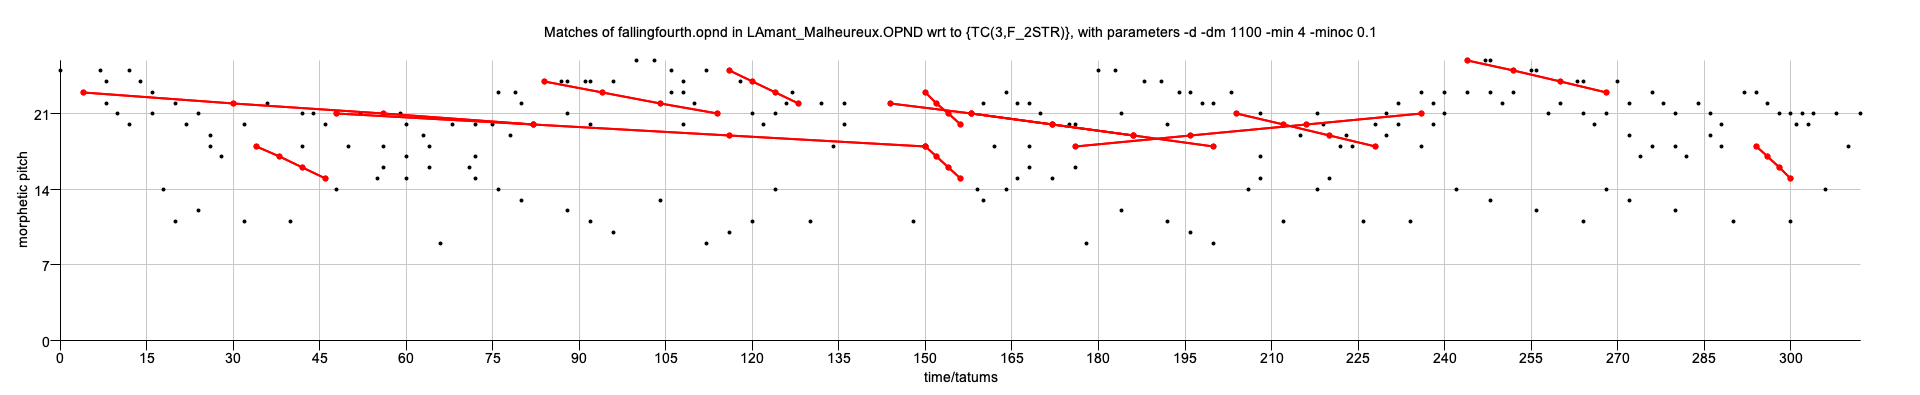 Matches of fallingfourth.opnd in LAmant_Malheureux.OPND wrt to {TC(3,F_2STR)}, with parameters -d -dm 1100 -min 4 -minoc 0.1
morphetic pitch
21
14
7
0
0 15 30 45 60 75 90 105 120 135 150 165 180 195 210 225 240 255 270 285 300
time/tatums